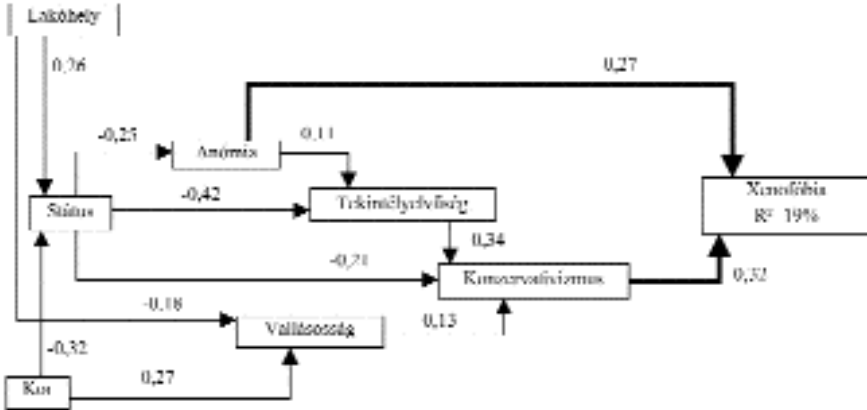 Lakóhely
0,26
0,27
-0,25
Anómia
0,11
Xenofóbia
R² 19%
Státus
-0,42
Tekintélyelvűség
0,34
-0,21
Konzervativizmus
0,32
-0,18
Vallásosság
0,13
-0,32
Kor
0,27